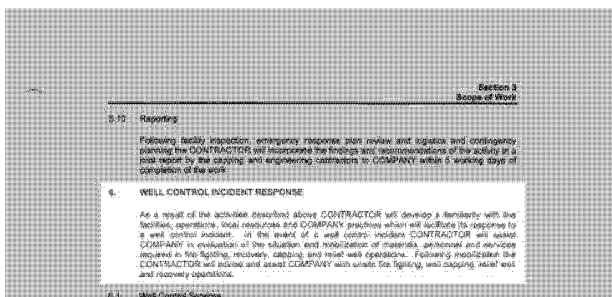 Section 3
Scope of Work
5.10 Reporting
Following facility inspection, emergency response plan review and logistics and contingency
planning the CONTRACTOR will incorporate the findings and recommendations of the activity in a
joint report by the capping and engineering contractors to COMPANY within 5 working days of
completion of the work
6. WELL CONTROL INCIDENT RESPONSE
As a result of the activities described above CONTRACTOR will develop a familiarity with the
facilities, operations, local resources and COMPANY practices which will facilitate its response to
a well control incident. In the event of a well control incident CONTRACTOR will assist
COMPANY in evaluation of the situation and mobilization of materials, personnel and services
required in fire fighting, recovery, capping and relief well operations. Following mobilization the
CONTRACTOR will advise and assist COMPANY with onsite fire fighting, well capping, relief well
and recovery operations.
6.1 Well Control Services